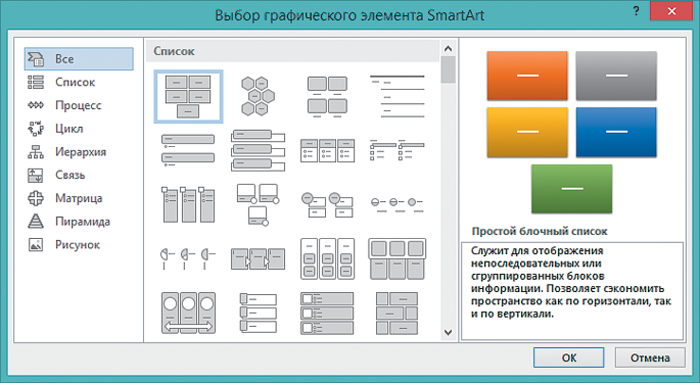 Выбор графического элемента SmartArt
? ×
Все
Список
Процесс
Цикл
Иерархия
Связь
Матрица
Пирамида
Рисунок
Список
Простой блочный список
Служит для отображения
непоследовательных или
сгруппированных блоков
информации. Позволяет сэкономить
пространство как по горизонтали, так
и по вертикали.
ОК
Отмена